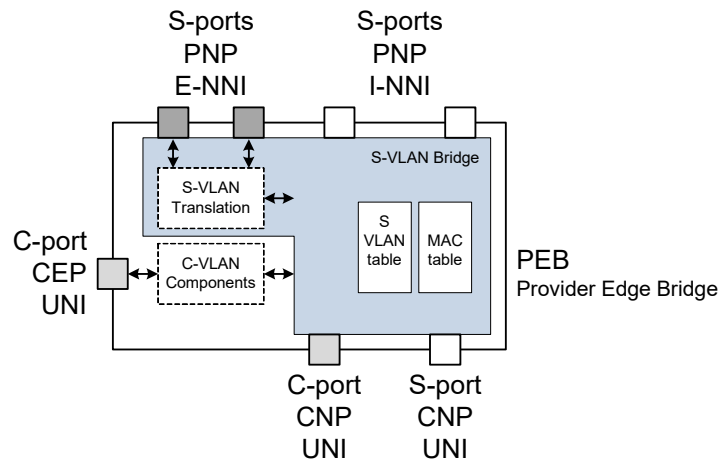 S-ports
PNP
E-NNI
S-ports
PNP
I-NNI
S-VLAN Bridge
S-VLAN
Translation
S
VLAN
table
MAC
table
C-port
CEP
UNI
C-VLAN
Components
PEB
Provider Edge Bridge
C-port
CNP
UNI
S-port
CNP
UNI